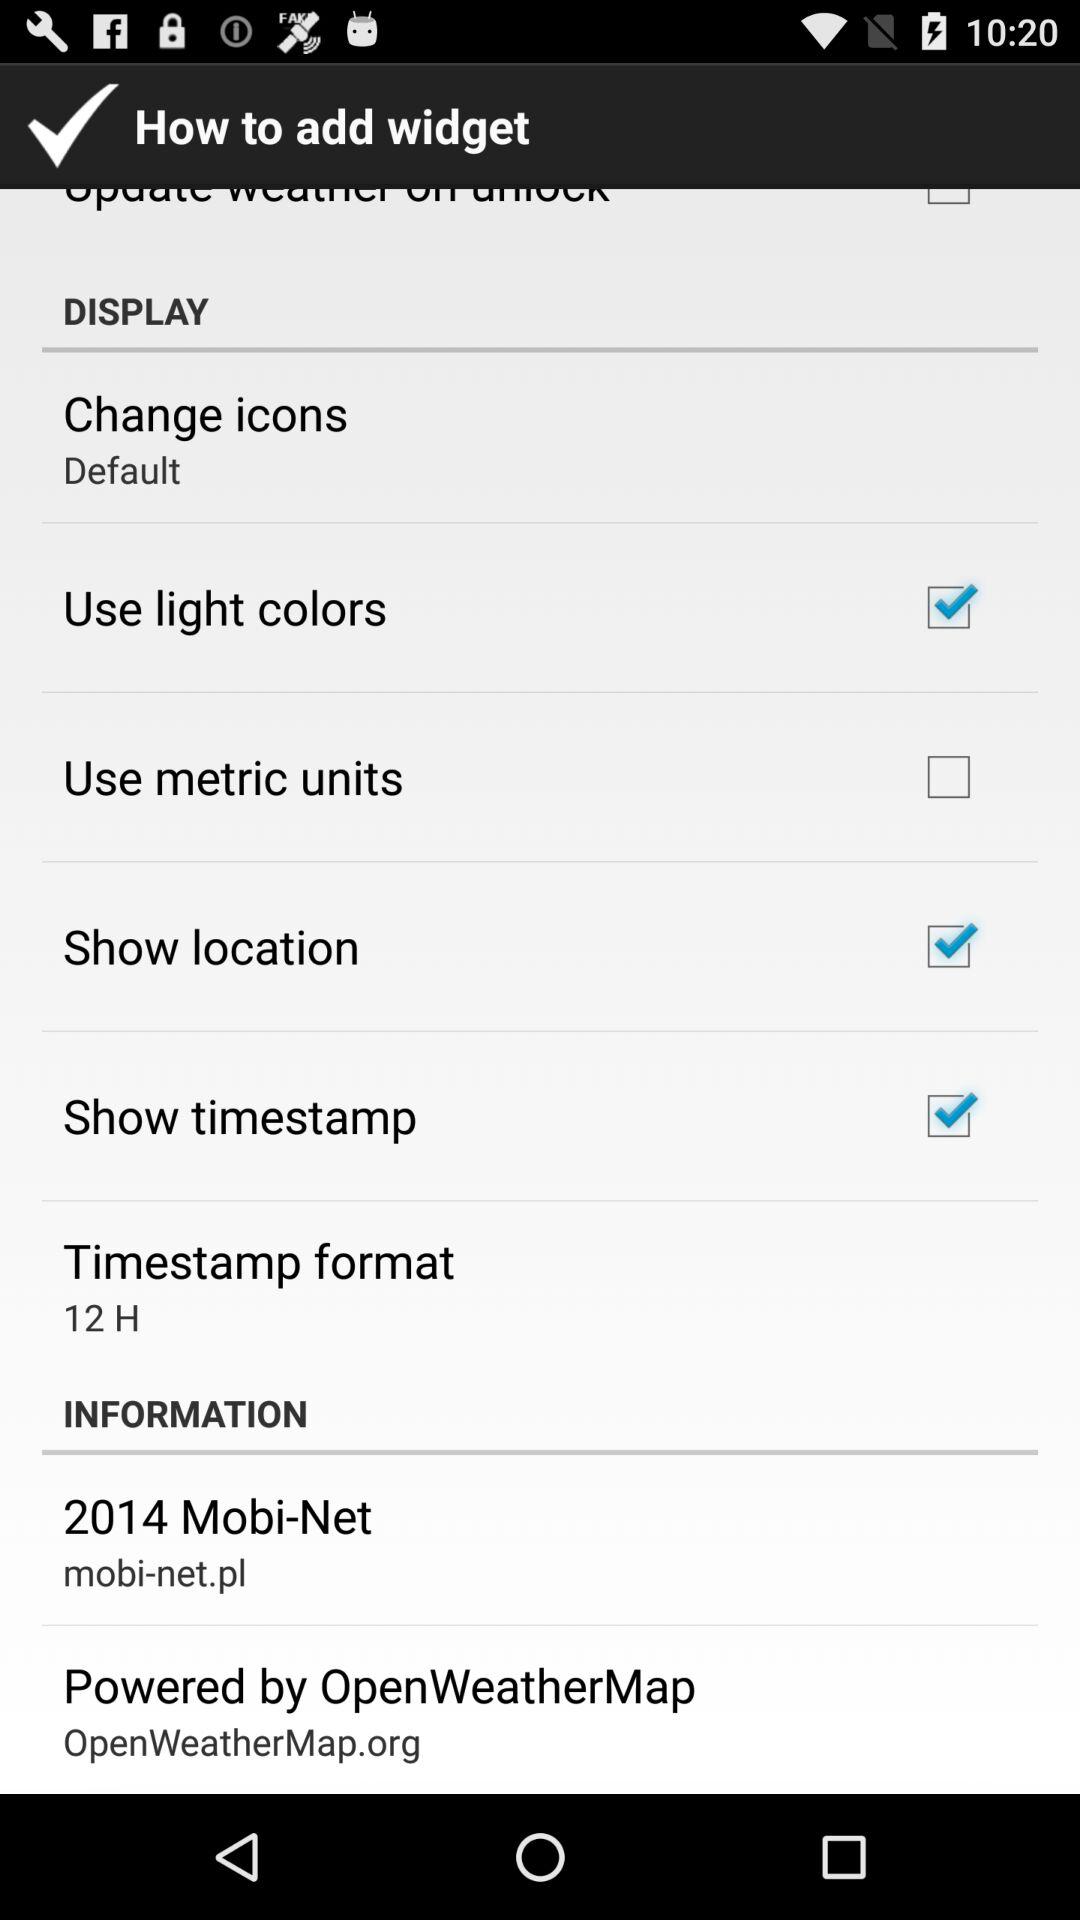 FAKE
10:20
How to add widget
Update weather on unlock
DISPLAY
Change icons
Default
Use light colors
Use metric units
Show location
Show timestamp
Timestamp format
12 H
INFORMATION
2014 Mobi-Net
mobi-net.pl
Powered by OpenWeatherMap
OpenWeatherMap.org